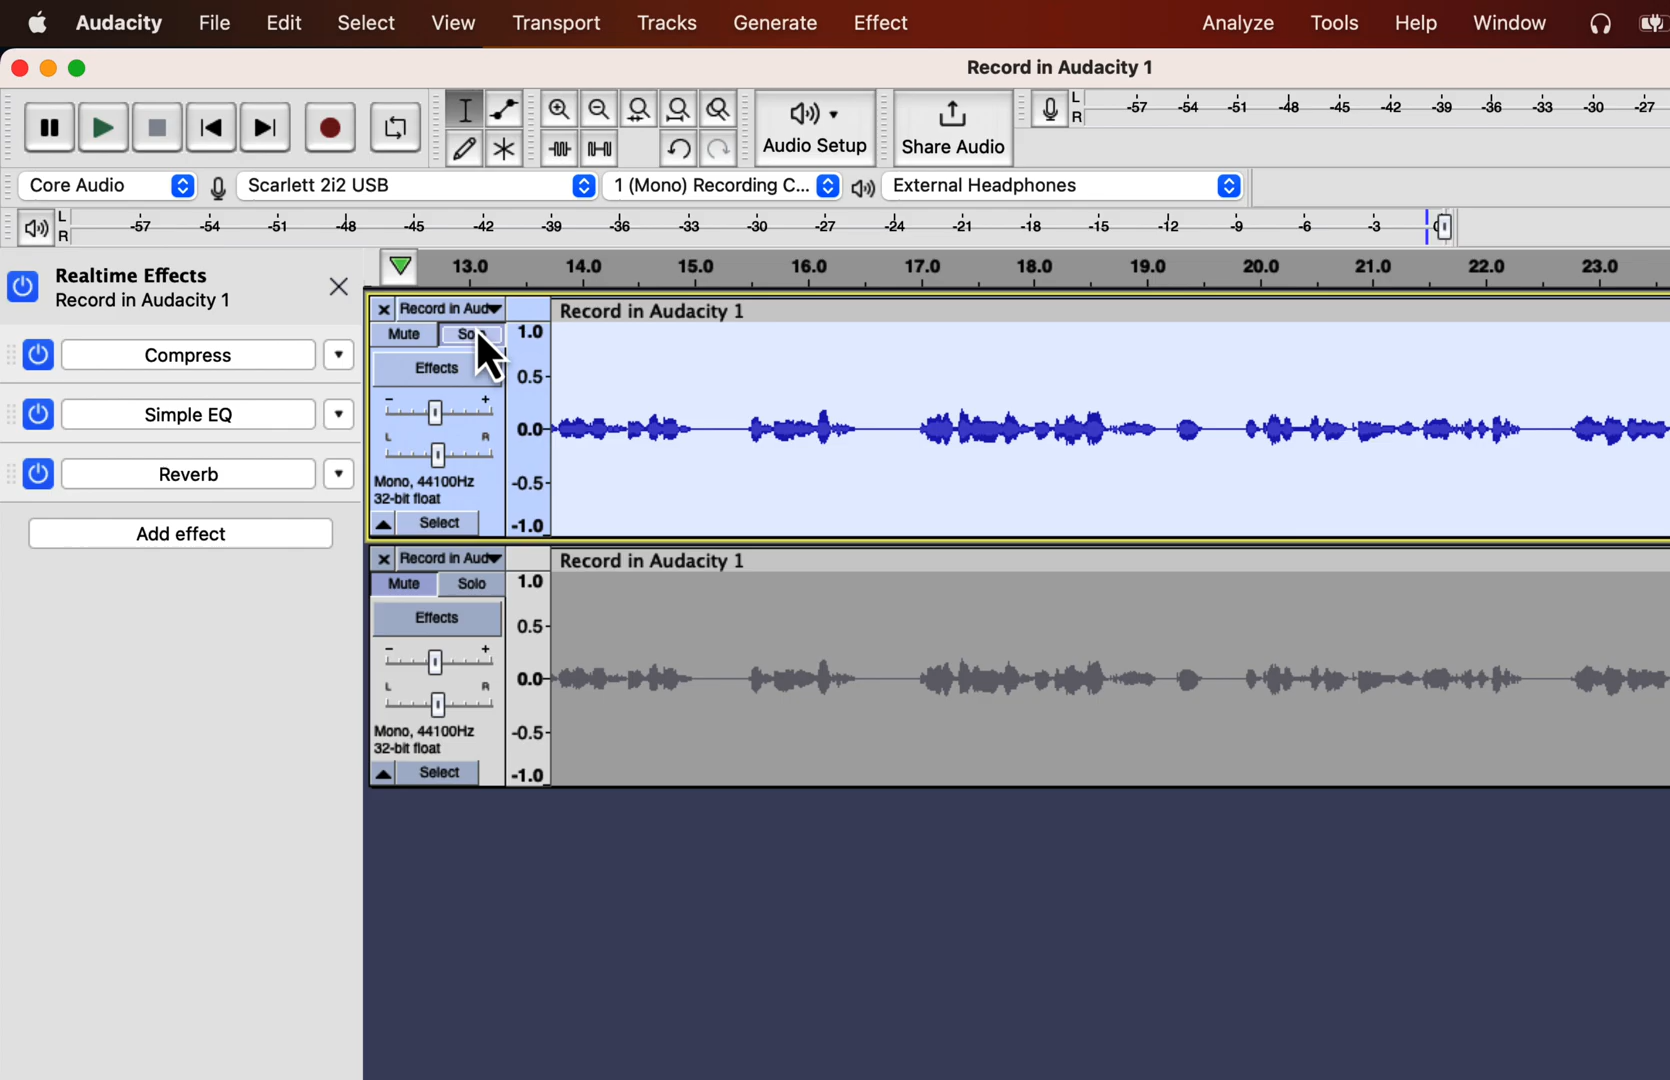 Audacity File Edit Select View Transport Tracks Generate Effect Analyze Tools Help Window
Record in Audacity 1
Audio Setup
Share Audio
L
R
-57 -54 -51 -48 -45 -42 -39 -36 -33 -30 -27
Core Audio
Scarlett 2i2 USB
1 (Mono) Recording C...
External Headphones
L
R
-57 -54 -51 -48 -45 -42 -39 -36 -33 -30 -27 -24 -21 -18 -15 -12 -9 -6 -3
Realtime Effects
Record in Audacity 1
Compress
Simple EQ
Reverb
Add effect
13.0 14.0 15.0 16.0 17.0 18.0 19.0 20.0 21.0 22.0 23.0
Record in Aud
Record in Audacity 1
Mute
Effects
- +
L R
Mono, 44100Hz
32-bit float
Select
1.0
0.5-
0.0-
-0.5-
-1.0
Record in Aud
Record in Audacity 1
Mute Solo
Effects
- +
L R
Mono, 44100Hz
32-bit float
Select
1.0
0.5-
0.0-
-0.5-
-1.0